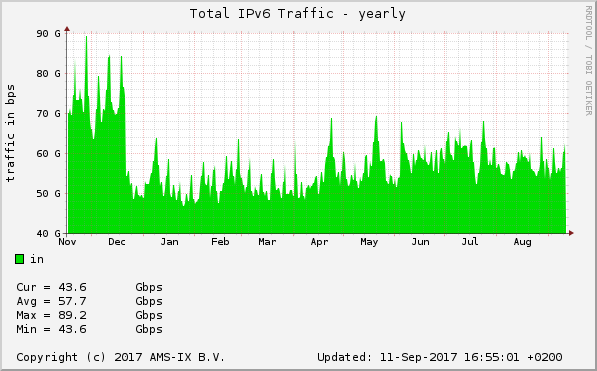 Total IPv6 Traffic - yearly
RRDTOOL / TOBI OETIKER
traffic in bps
90 G
80 G
70 G
60 G
50 G
40 G
Nov Dec Jan Feb Mar Apr May Jun Jul Aug
in
Cur = 43.6 Gbps
Avg = 57.7 Gbps
Max = 89.2 Gbps
Min = 43.6 Gbps
Copyright (c) 2017 AMS-IX B.V. Updated: 11-Sep-2017 16:55:01 +0200